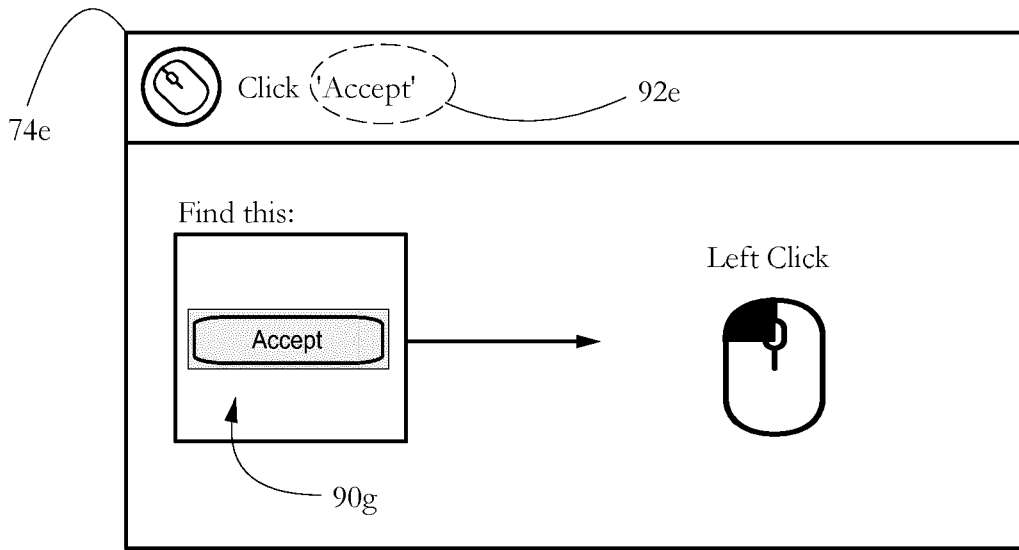 Click 'Accept'
92e
74e
Find this:
Left Click
Accept
90g